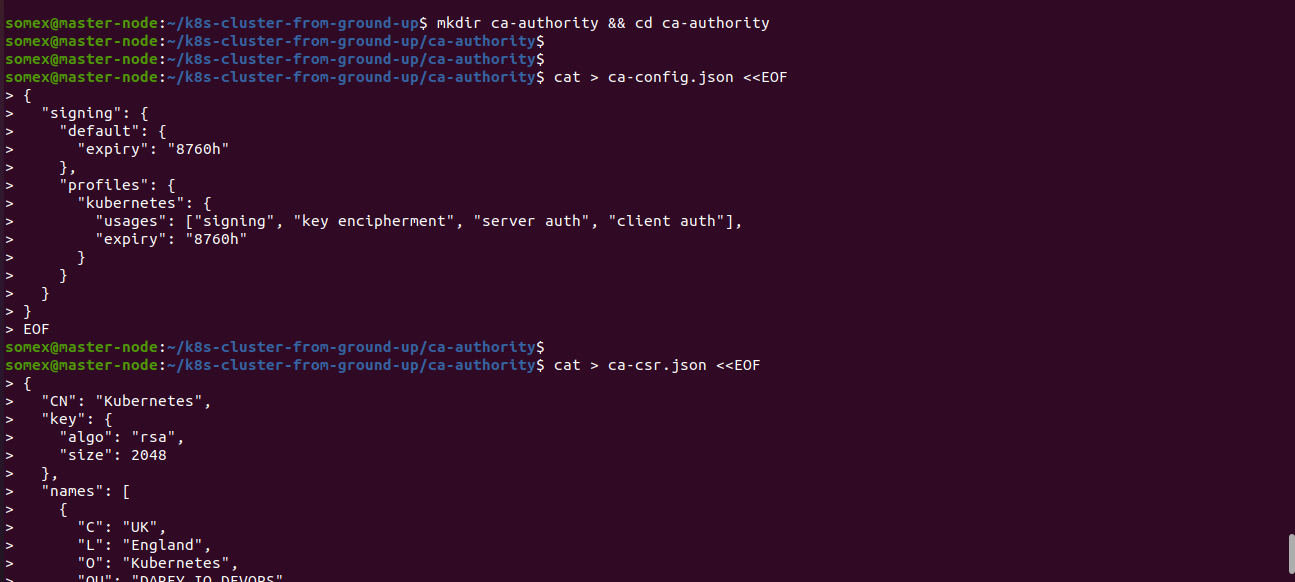 somex@master-node:~/k8s-cluster-from-ground-up$ mkdir ca-authority && cd ca-authority
somex@master-node:~/k8s-cluster-from-ground-up/ca-authority$
somex@master-node:~/k8s-cluster-from-ground-up/ca-authority$
somex@master-node:~/k8s-cluster-from-ground-up/ca-authority$ cat > ca-config.json <<EOF
> {
>   "signing": {
>     "default": {
>       "expiry": "8760h"
>     },
>     "profiles": {
>       "kubernetes": {
>         "usages": ["signing", "key encipherment", "server auth", "client auth"],
>         "expiry": "8760h"
>       }
>     }
>   }
> }
> EOF
somex@master-node:~/k8s-cluster-from-ground-up/ca-authority$
somex@master-node:~/k8s-cluster-from-ground-up/ca-authority$ cat > ca-csr.json <<EOF
> {
>   "CN": "Kubernetes",
>   "key": {
>     "algo": "rsa",
>     "size": 2048
>   },
>   "names": [
>     {
>       "C": "UK",
>       "L": "England",
>       "O": "Kubernetes",
>       "OU": "DAREY.IO DEVOPS"